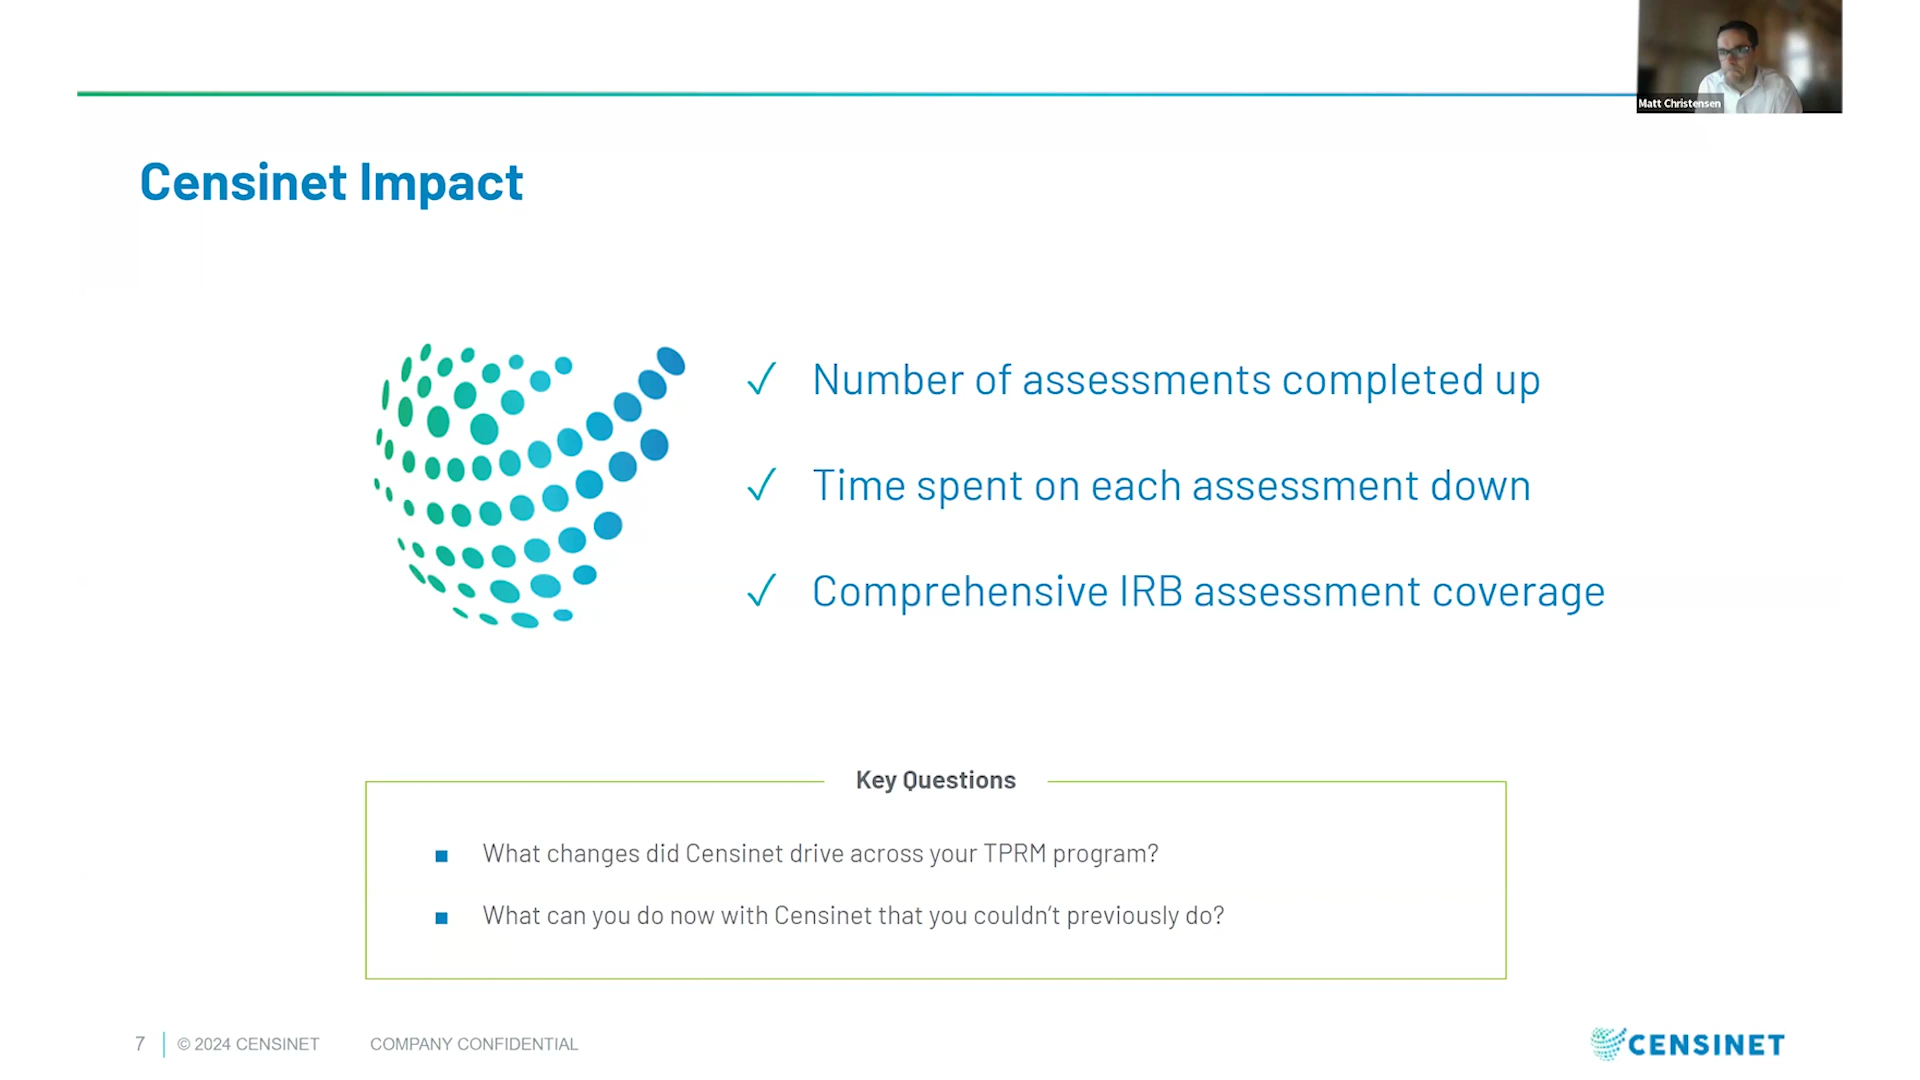 Matt Christensen
Censinet Impact
✓ Number of assessments completed up
✓ Time spent on each assessment down
✓ Comprehensive IRB assessment coverage
Key Questions
■ What changes did Censinet drive across your TPRM program?
■ What can you do now with Censinet that you couldn't previously do?
7 | © 2024 CENSINET COMPANY CONFIDENTIAL
CENSINET